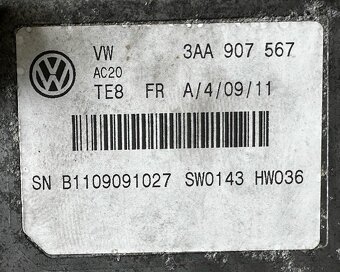 VW 3AA 907 567
AC20
TE8 FR A/4/09/11
SN B1109091027 SW0143 HW036